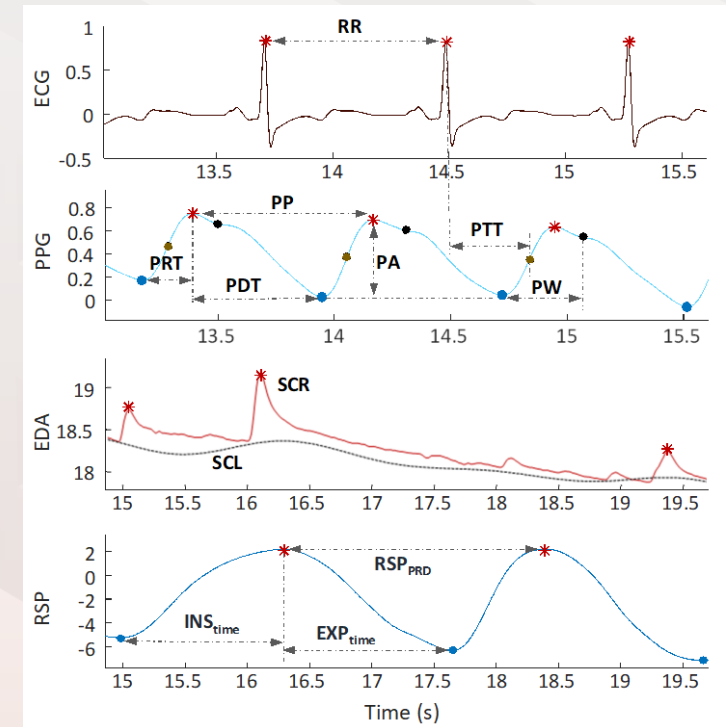 1
RR
0.5
ECG
0
-0.5
13.5
14
14.5
15
15.5
0.8
PP
0.6
PTT
PPG
0.4
PRT
PA
0.2
PDT
PW
0
13.5
14
14.5
15
15.5
19
SCR
EDA
18.5
SCL
18
15
15.5
16
16.5
17
17.5
18
18.5
19
19.5
2
RSP_PRD
0
RSP
-2
-4
INS_time
EXP_time
-6
15
15.5
16
16.5
17
17.5
18
18.5
19
19.5
Time (s)